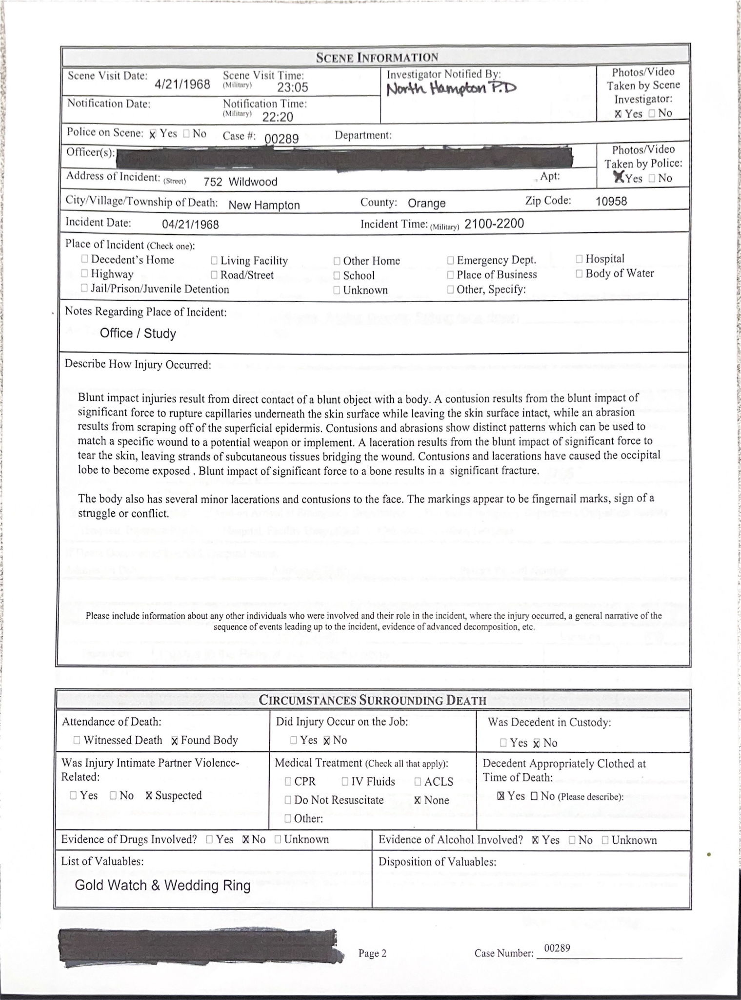 SCENE INFORMATION
Scene Visit Date: 4/21/1968 Scene Visit Time: (Military) 23:05
Investigator Notified By: North Hampton P.D
Photos/Video Taken by Scene Investigator: ☒ Yes ☐ No
Notification Date: Notification Time: (Military) 22:20
Police on Scene: ☒ Yes ☐ No Case #: 00289 Department:
Officer(s):
Photos/Video Taken by Police: ☒ Yes ☐ No
Address of Incident: (Street) 752 Wildwood Apt:
City/Village/Township of Death: New Hampton County: Orange Zip Code: 10958
Incident Date: 04/21/1968 Incident Time: (Military) 2100-2200
Place of Incident (Check one):
☐ Decedent's Home ☐ Living Facility ☐ Other Home ☐ Emergency Dept. ☐ Hospital
☐ Highway ☐ Road/Street ☐ School ☐ Place of Business ☐ Body of Water
☐ Jail/Prison/Juvenile Detention ☐ Unknown ☐ Other, Specify:
Notes Regarding Place of Incident:
Office / Study
Describe How Injury Occurred:
Blunt impact injuries result from direct contact of a blunt object with a body. A contusion results from the blunt impact of
significant force to rupture capillaries underneath the skin surface while leaving the skin surface intact, while an abrasion
results from scraping off of the superficial epidermis. Contusions and abrasions show distinct patterns which can be used to
match a specific wound to a potential weapon or implement. A laceration results from the blunt impact of significant force to
tear the skin, leaving strands of subcutaneous tissues bridging the wound. Contusions and lacerations have caused the occipital
lobe to become exposed . Blunt impact of significant force to a bone results in a significant fracture.
The body also has several minor lacerations and contusions to the face. The markings appear to be fingernail marks, sign of a
struggle or conflict.
Please include information about any other individuals who were involved and their role in the incident, where the injury occurred, a general narrative of the
sequence of events leading up to the incident, evidence of advanced decomposition, etc.
CIRCUMSTANCES SURROUNDING DEATH
Attendance of Death:
☐ Witnessed Death ☒ Found Body
Did Injury Occur on the Job:
☐ Yes ☒ No
Was Decedent in Custody:
☐ Yes ☒ No
Was Injury Intimate Partner Violence-
Related:
☐ Yes ☐ No ☒ Suspected
Medical Treatment (Check all that apply):
☐ CPR ☐ IV Fluids ☐ ACLS
☐ Do Not Resuscitate ☒ None
☐ Other:
Decedent Appropriately Clothed at
Time of Death:
☒ Yes ☐ No (Please describe):
Evidence of Drugs Involved? ☐ Yes ☒ No ☐ Unknown
Evidence of Alcohol Involved? ☒ Yes ☐ No ☐ Unknown
List of Valuables:
Gold Watch & Wedding Ring
Disposition of Valuables:
Page 2
Case Number: 00289